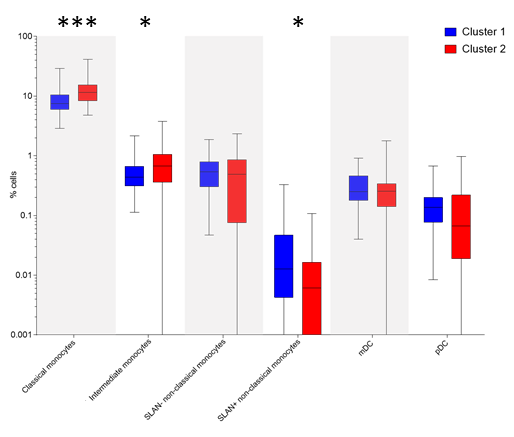 *** * *
Cluster 1
Cluster 2
100
10
1
0.1
0.01
0.001
% cells
Classical monocytes
Intermediate monocytes
SLAN- non-classical monocytes
SLAN+ non-classical monocytes
mDC
pDC